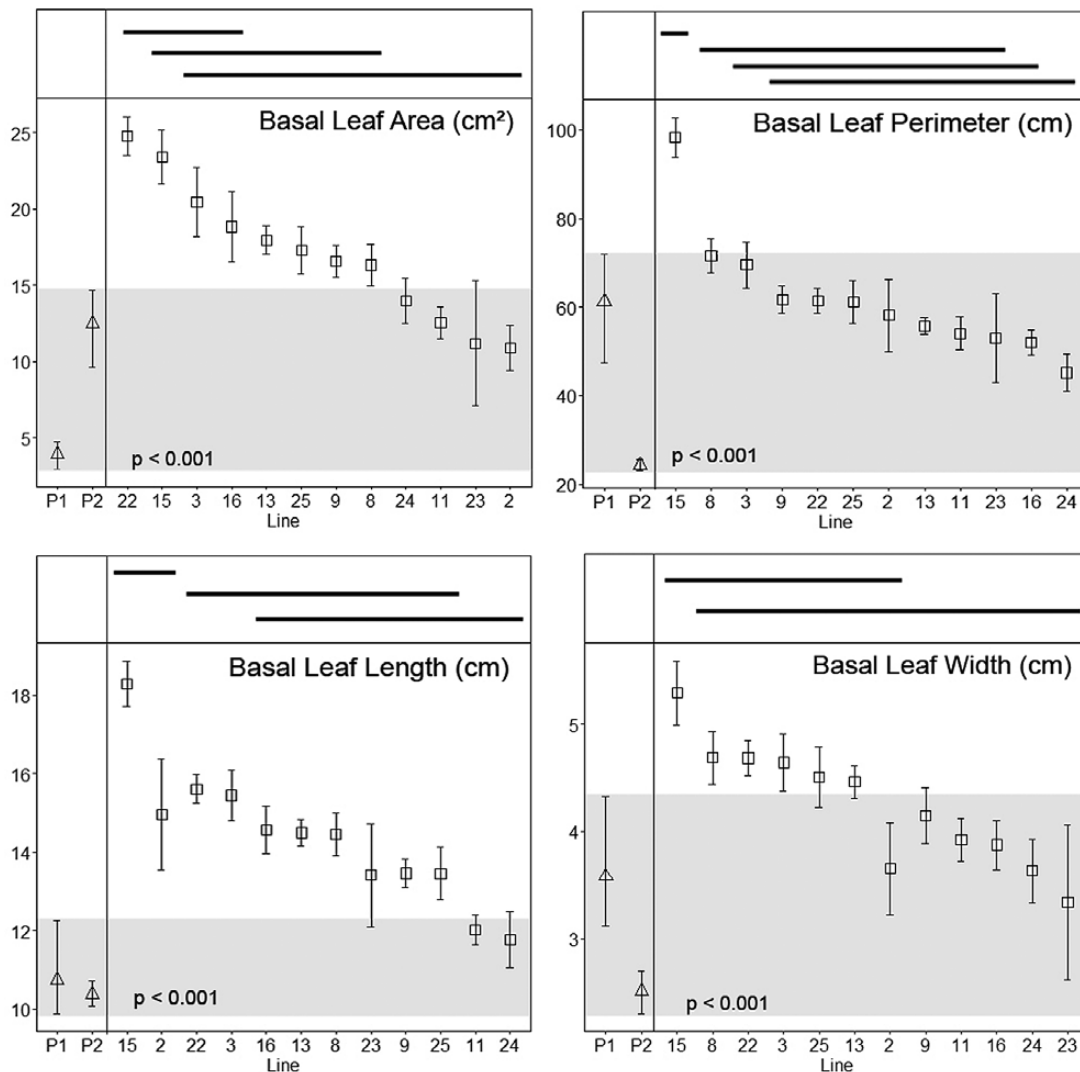 Basal Leaf Area (cm²)
25
20
15
10
5
p < 0.001
P1 P2 22 15 3 16 13 25 9 8 24 11 23 2
Line
Basal Leaf Perimeter (cm)
100
80
60
40
20
p < 0.001
P1 P2 15 8 3 9 22 25 2 13 11 23 16 24
Line
Basal Leaf Length (cm)
18
16
14
12
10
p < 0.001
P1 P2 15 2 22 3 16 13 8 23 9 25 11 24
Line
Basal Leaf Width (cm)
5
4
3
p < 0.001
P1 P2 15 8 22 3 25 13 2 9 11 16 24 23
Line